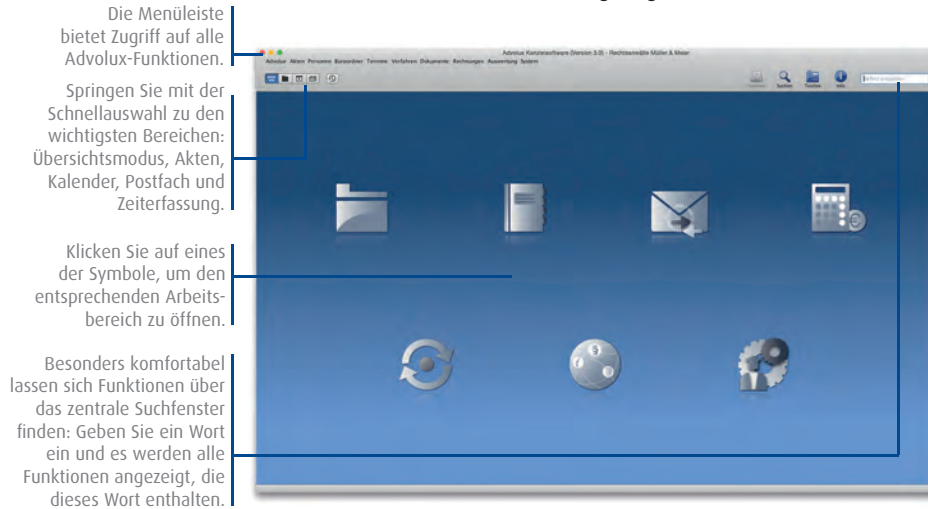 Die Menüleiste
bietet Zugriff auf alle
Advolux-Funktionen.
Springen Sie mit der
Schnellauswahl zu den
wichtigsten Bereichen:
Übersichtsmodus, Akten,
Kalender, Postfach und
Zeiterfassung.
Klicken Sie auf eines
der Symbole, um den
entsprechenden Arbeits-
bereich zu öffnen.
Besonders komfortabel
lassen sich Funktionen über
das zentrale Suchfenster
finden: Geben Sie ein Wort
ein und es werden alle
Funktionen angezeigt, die
dieses Wort enthalten.
Advolux Kanzleisoftware (Version 3.0) - Rechtsanwälte Müller & Meier
Advolux Akten Personen Büroordner Termine Verfahren Dokumente Rechnungen Auswertung System
Suchen